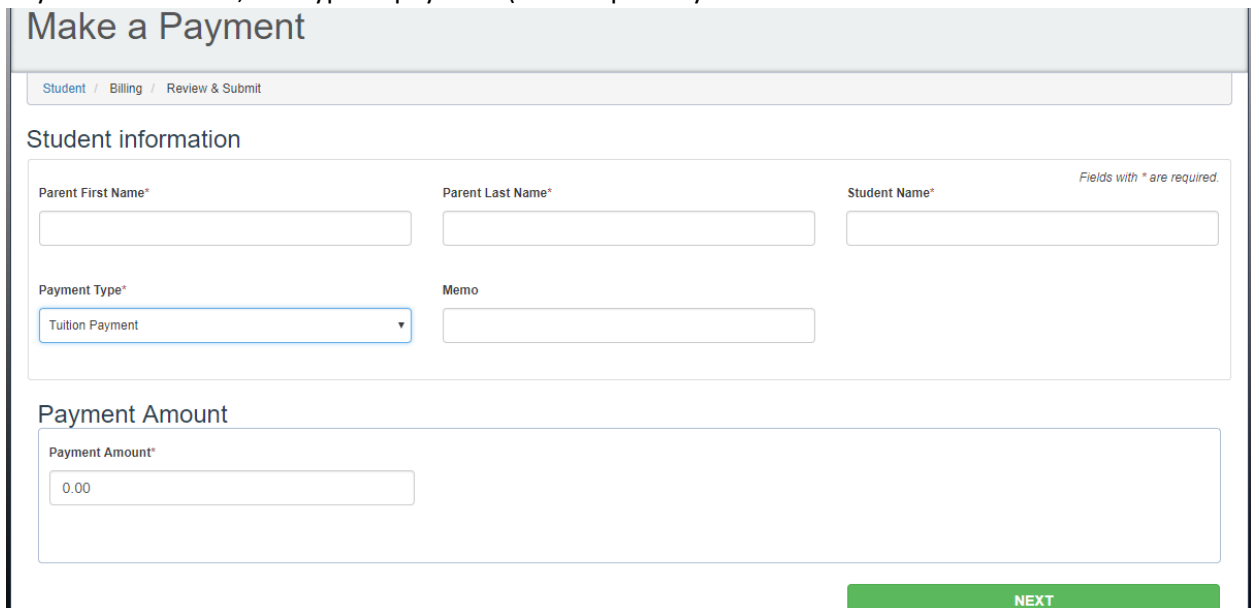 Make a Payment
Student / Billing / Review & Submit
Student information
Fields with * are required.
Parent First Name* Parent Last Name* Student Name*
Payment Type* Memo
Tuition Payment
Payment Amount
Payment Amount*
0.00
NEXT